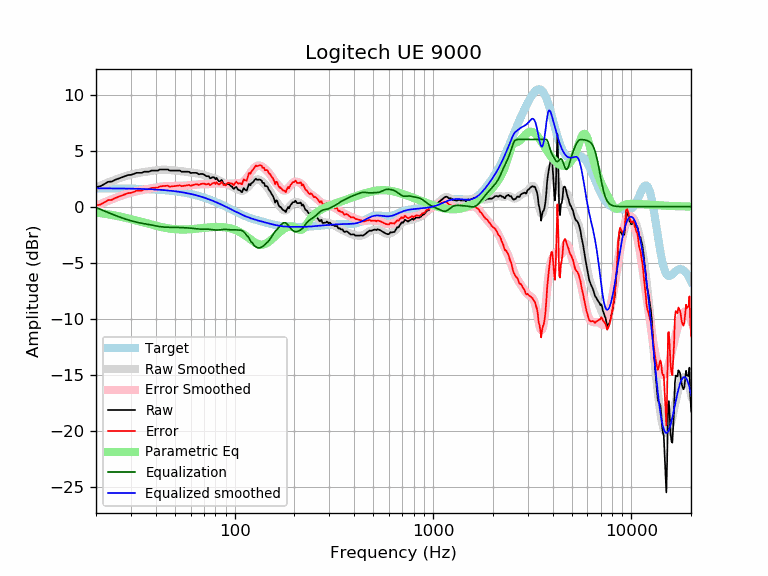 Logitech UE 9000
Amplitude (dBr)
10
5
0
−5
−10
−15
−20
−25
Target
Raw Smoothed
Error Smoothed
Raw
Error
Parametric Eq
Equalization
Equalized smoothed
100 1000 10000
Frequency (Hz)